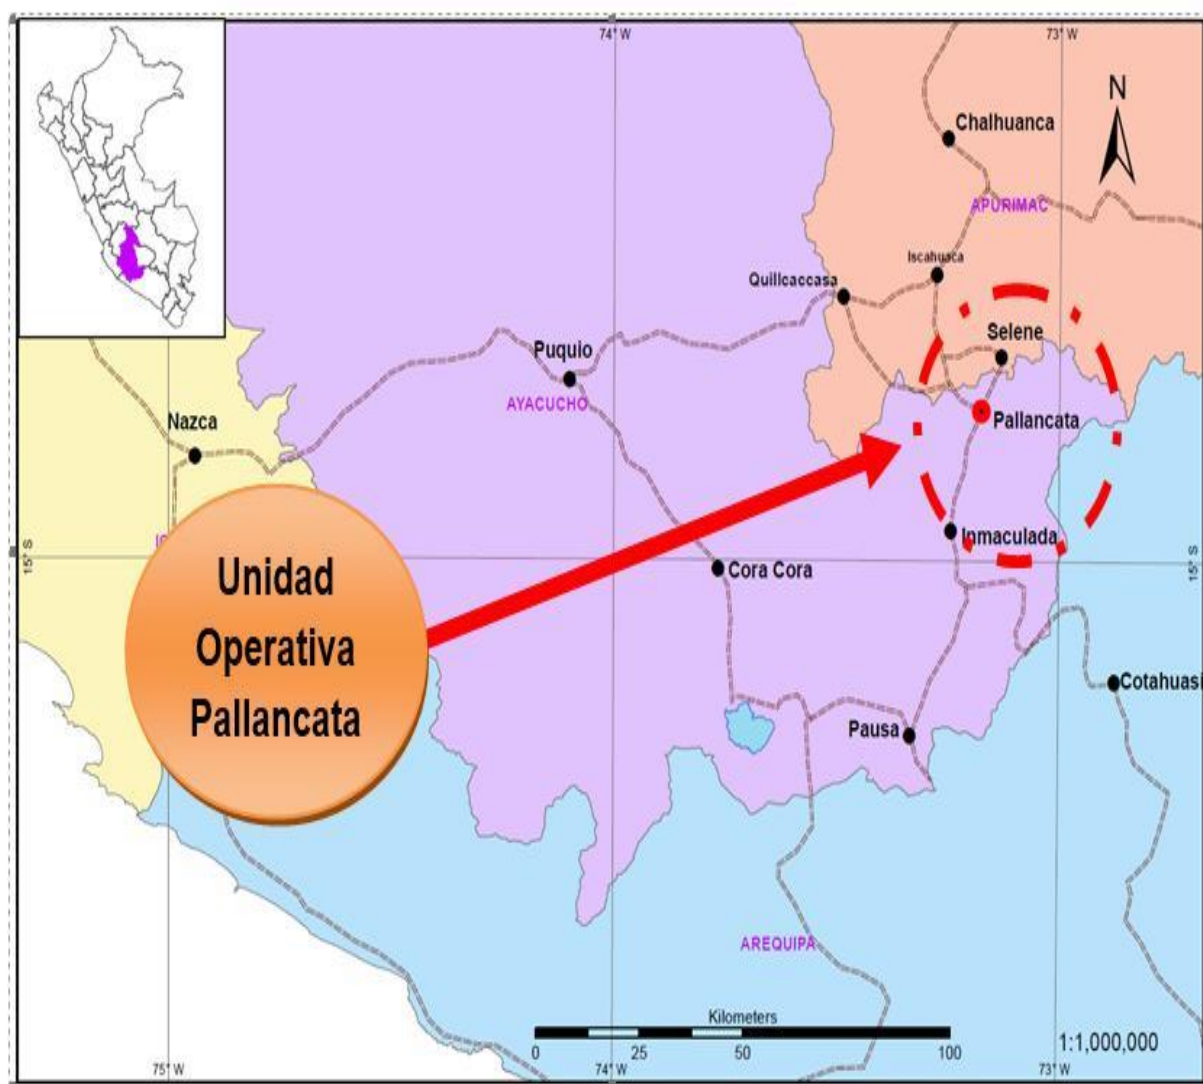 74° W
73° W
N
Chalhuanca
APURIMAC
Iscahuaca
Quillcaccasa
Selene
Puquio
AYACUCHO
Pallancata
Nazca
Inmaculada
15° S
15° S
Cora Cora
Unidad
Operativa
Pallancata
Cotahuasi
Pausa
AREQUIPA
Kilometers
0 25 50 100
1:1,000,000
75° W
74° W
73° W